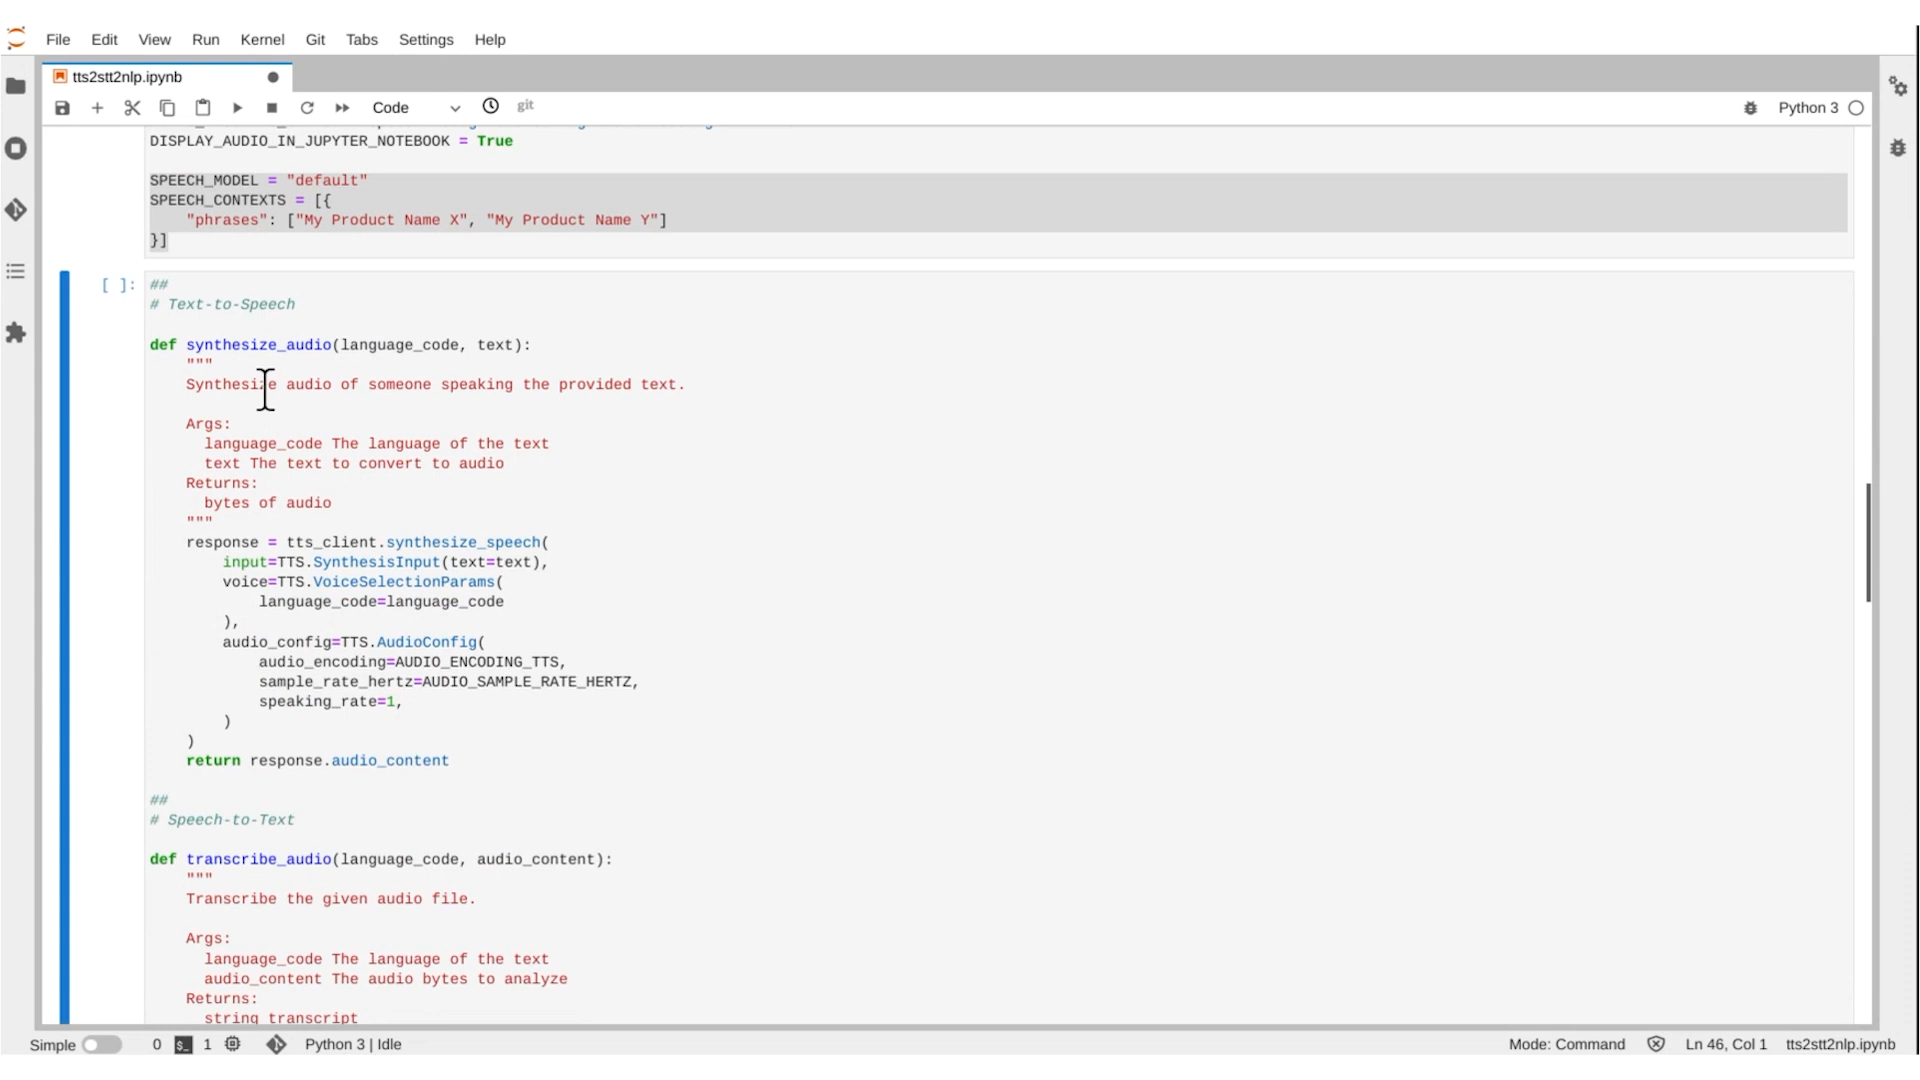 File Edit View Run Kernel Git Tabs Settings Help
tts2stt2nlp.ipynb
Code git Python 3
DISPLAY_AUDIO_IN_JUPYTER_NOTEBOOK = True
SPEECH_MODEL = "default"
SPEECH_CONTEXTS = [{
"phrases": ["My Product Name X", "My Product Name Y"]
}]
[ ]: ##
# Text-to-Speech
def synthesize_audio(language_code, text):
"""
Synthesize audio of someone speaking the provided text.
Args:
language_code The language of the text
text The text to convert to audio
Returns:
bytes of audio
"""
response = tts_client.synthesize_speech(
input=TTS.SynthesisInput(text=text),
voice=TTS.VoiceSelectionParams(
language_code=language_code
),
audio_config=TTS.AudioConfig(
audio_encoding=AUDIO_ENCODING_TTS,
sample_rate_hertz=AUDIO_SAMPLE_RATE_HERTZ,
speaking_rate=1,
)
)
return response.audio_content
##
# Speech-to-Text
def transcribe_audio(language_code, audio_content):
"""
Transcribe the given audio file.
Args:
language_code The language of the text
audio_content The audio bytes to analyze
Returns:
string transcript
Simple 0 $_ 1 Python 3 | Idle Mode: Command Ln 46, Col 1 tts2stt2nlp.ipynb